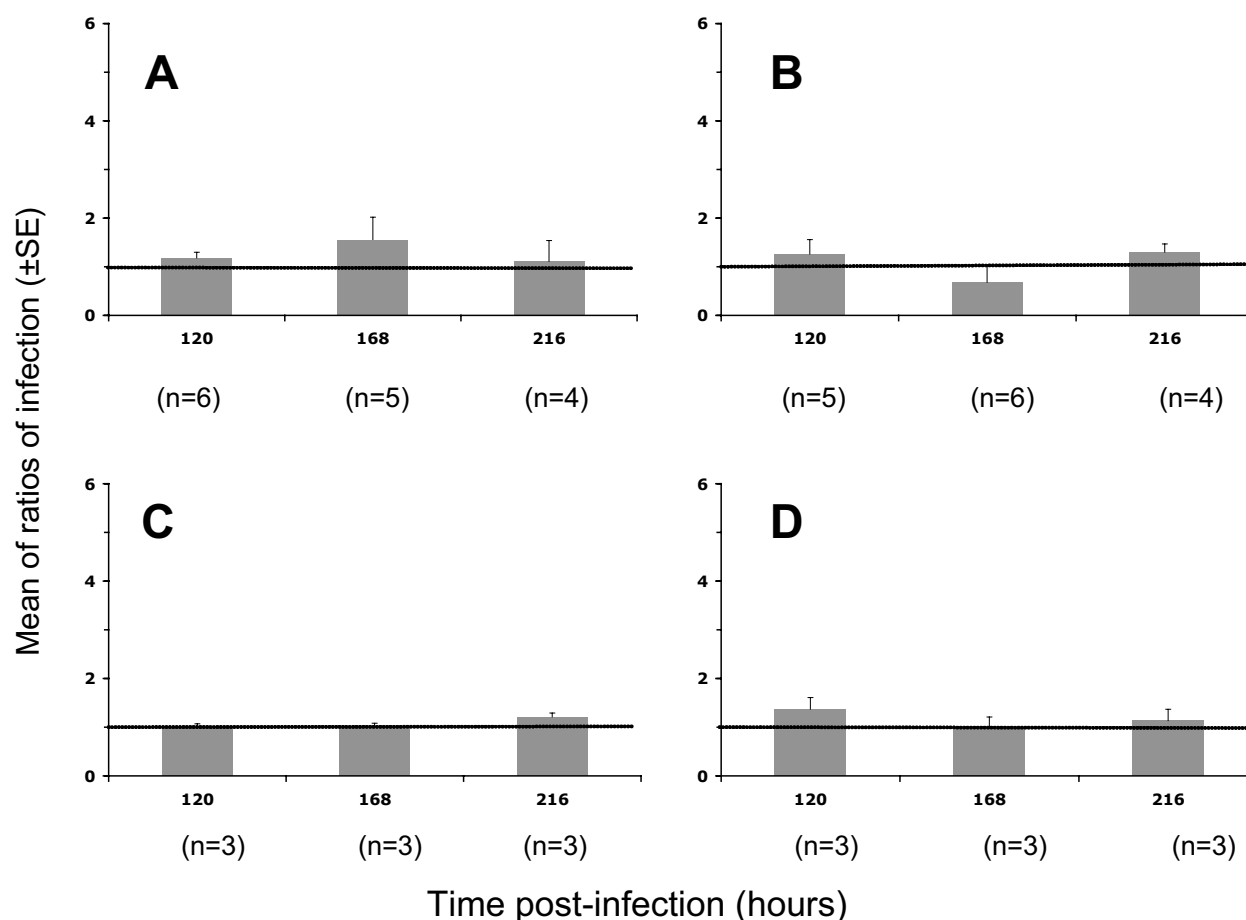 Mean of ratios of infection (±SE)
A
6
4
2
0
120 168 216
(n=6) (n=5) (n=4)
B
6
4
2
0
120 168 216
(n=5) (n=6) (n=4)
C
6
4
2
0
120 168 216
(n=3) (n=3) (n=3)
D
6
4
2
0
120 168 216
(n=3) (n=3) (n=3)
Time post-infection (hours)